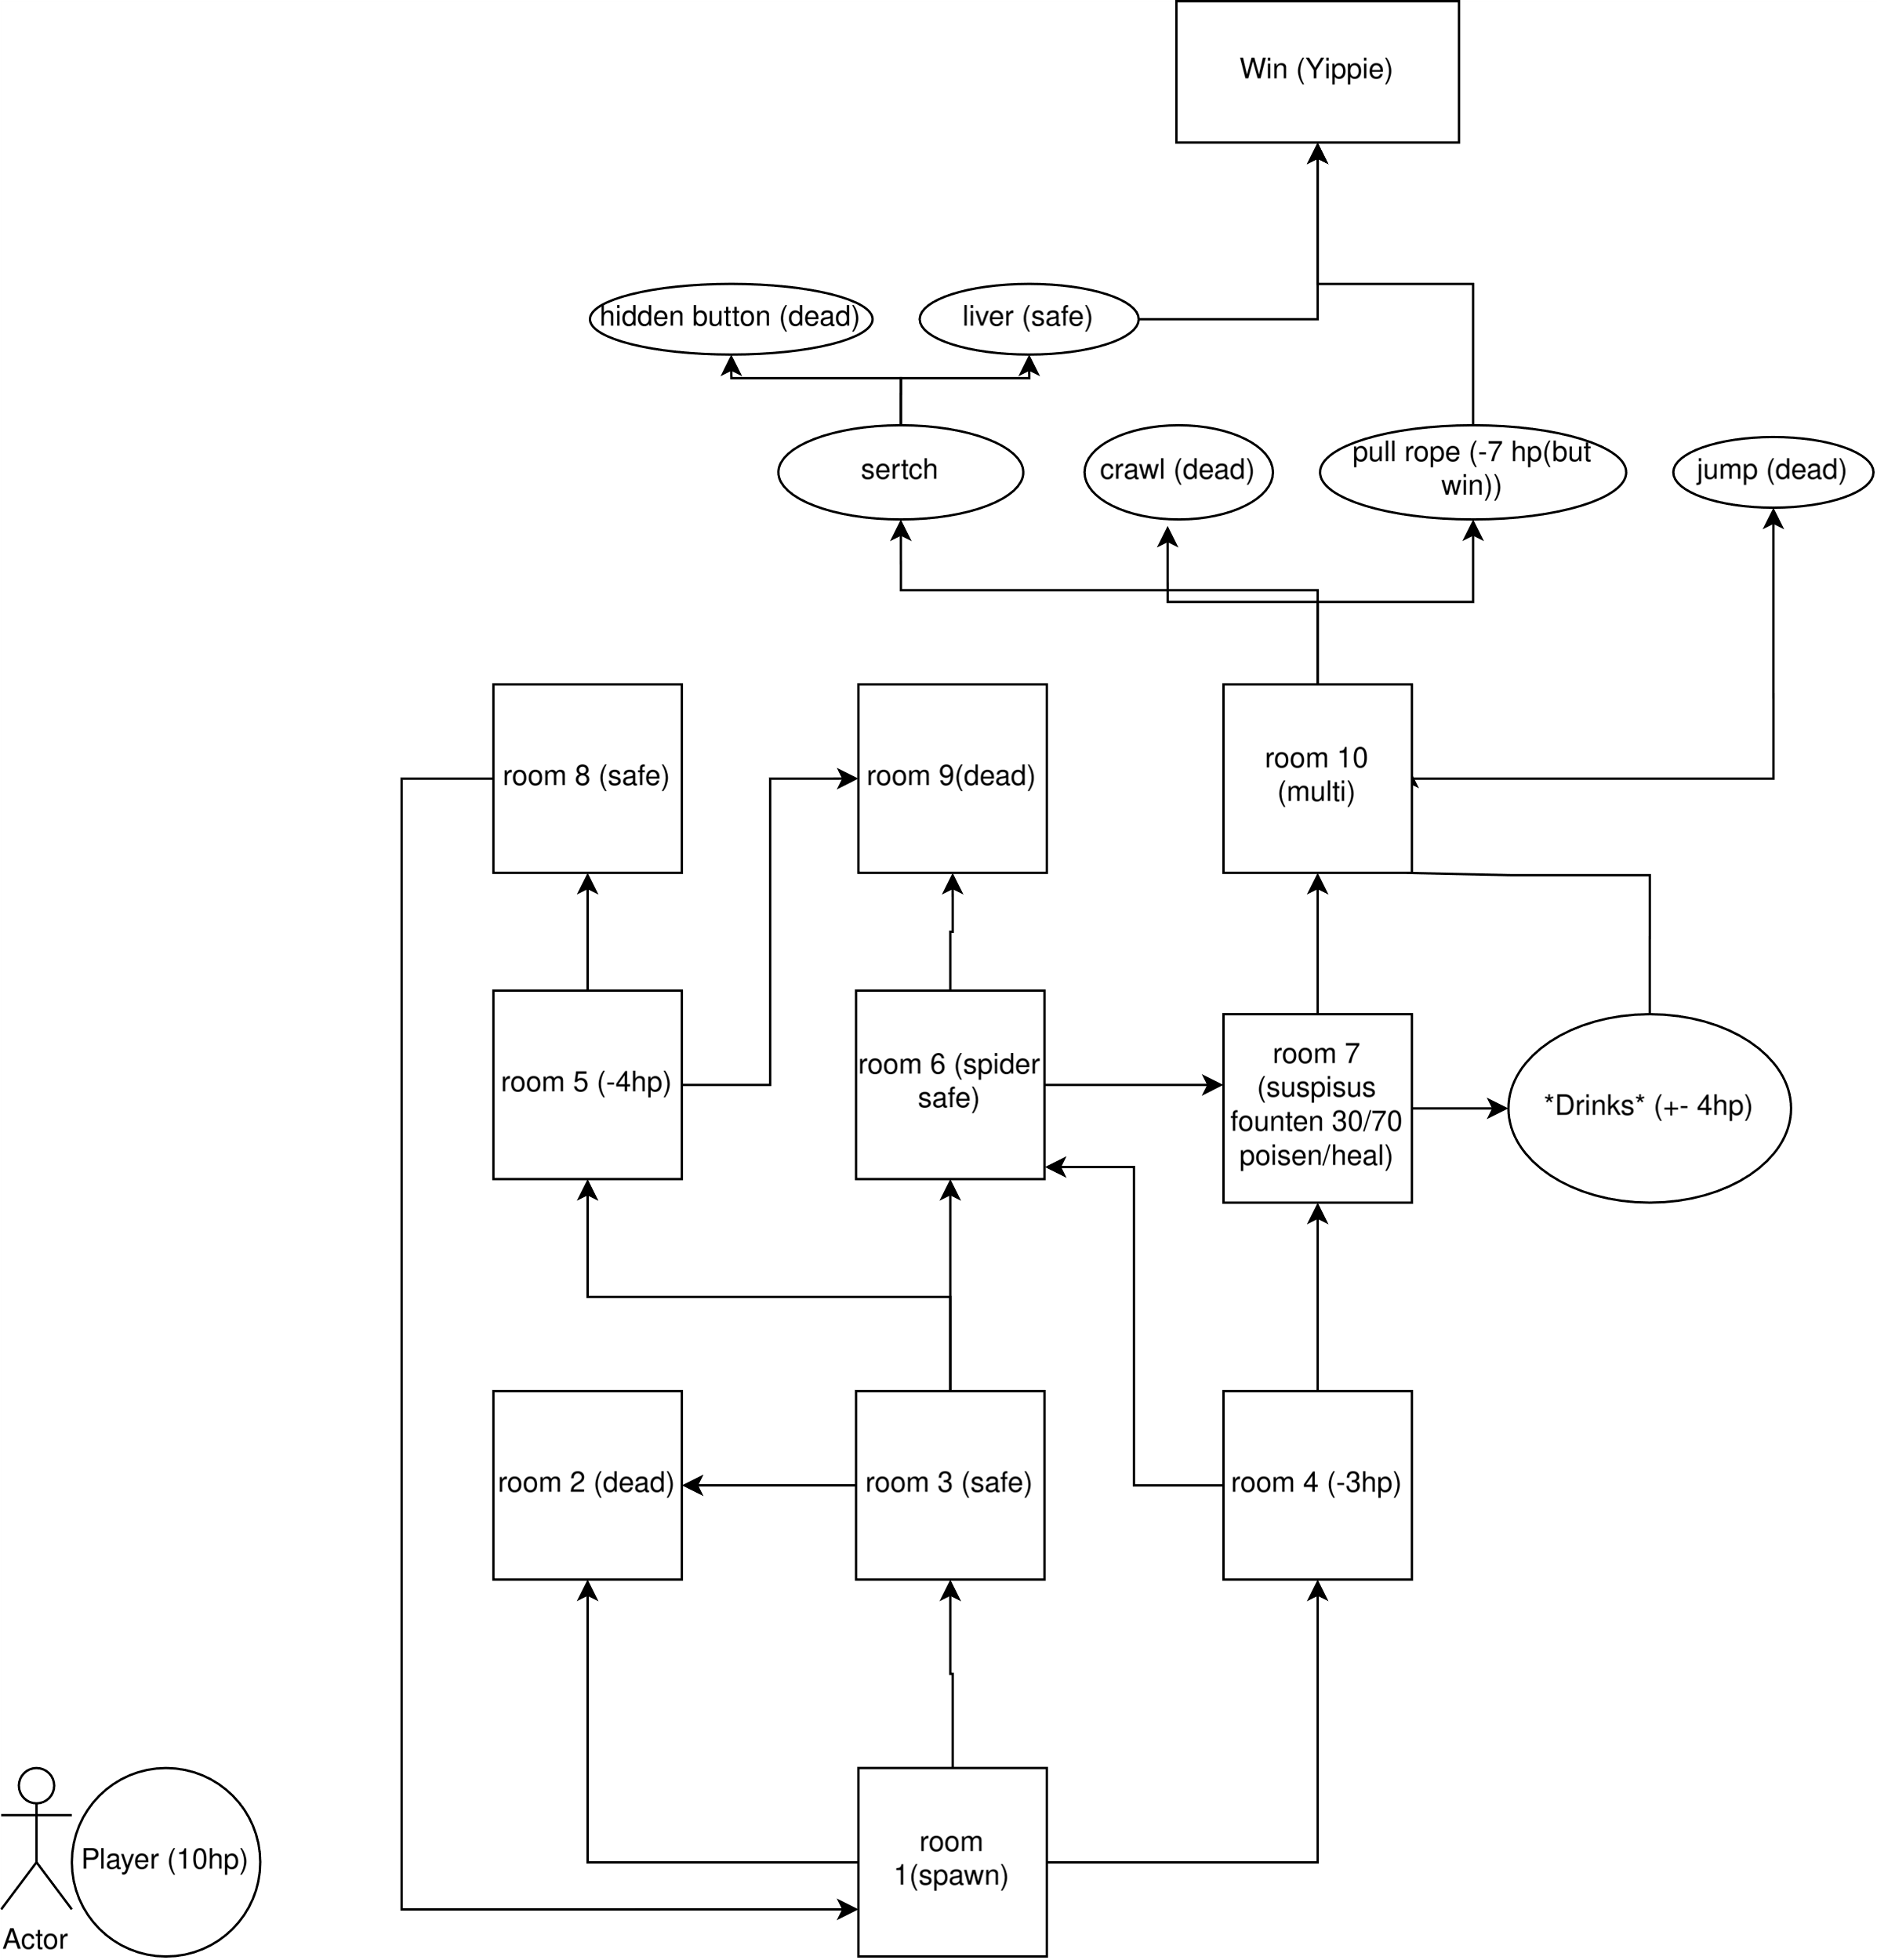 Win (Yippie)
hidden button (dead)
liver (safe)
sertch
crawl (dead)
pull rope (-7 hp(but
win))
jump (dead)
room 8 (safe)
room 9(dead)
room 10
(multi)
room 5 (-4hp)
room 6 (spider
safe)
room 7
(suspisus
founten 30/70
poisen/heal)
*Drinks* (+- 4hp)
room 2 (dead)
room 3 (safe)
room 4 (-3hp)
room
1(spawn)
Player (10hp)
Actor